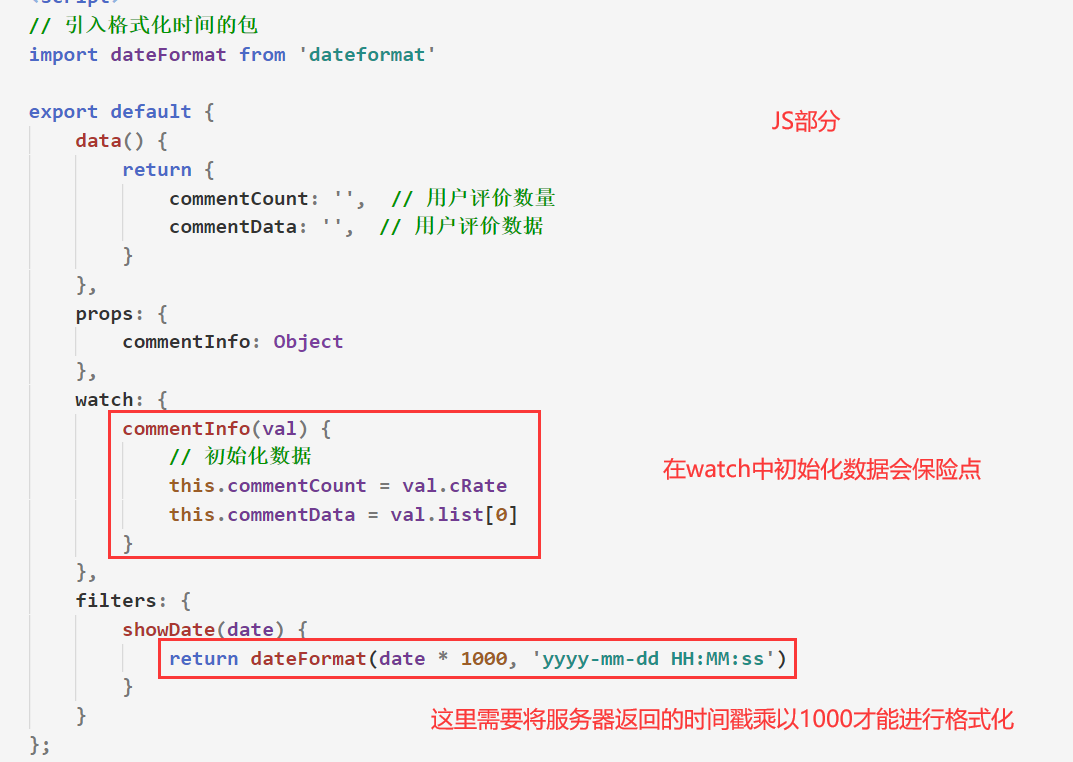 <script>
// 引入格式化时间的包
import dateFormat from 'dateformat'
export default {
data() {
return {
commentCount: '', // 用户评价数量
commentData: '', // 用户评价数据
}
},
props: {
commentInfo: Object
},
watch: {
commentInfo(val) {
// 初始化数据
this.commentCount = val.cRate
this.commentData = val.list[0]
}
},
filters: {
showDate(date) {
return dateFormat(date * 1000, 'yyyy-mm-dd HH:MM:ss')
}
}
};
JS部分
在watch中初始化数据会保险点
这里需要将服务器返回的时间戳乘以1000才能进行格式化